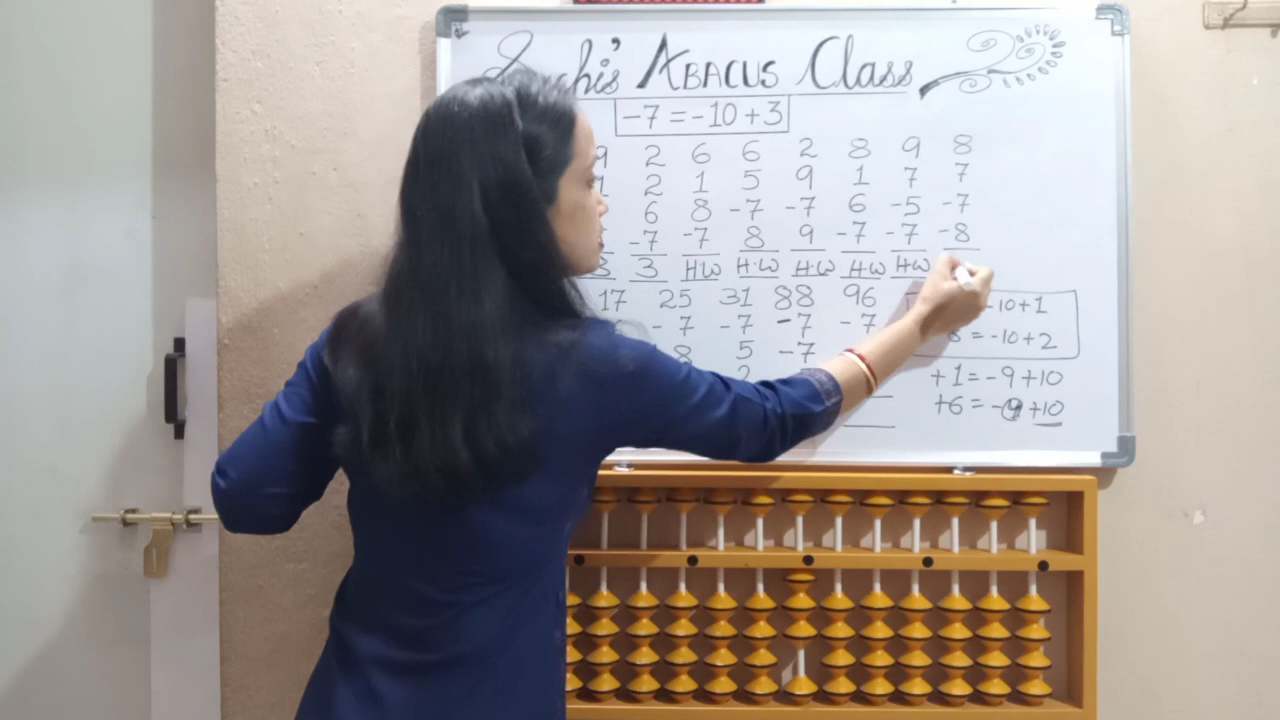 Abacus Class
-7 = -10 + 3
9 2 6 6 2 8 9 8
2 1 5 9 1 7 7
6 8 -7 -7 6 -5 -7
-7 -7 8 9 -7 -7 -8
3 3 HW H.W HW H.W HW
17 25 31 88 96
-7 -7 -7 -7
8 5 -7
-10+1
8 = -10+2
+1 = -9 +10
+6 = -4 +10